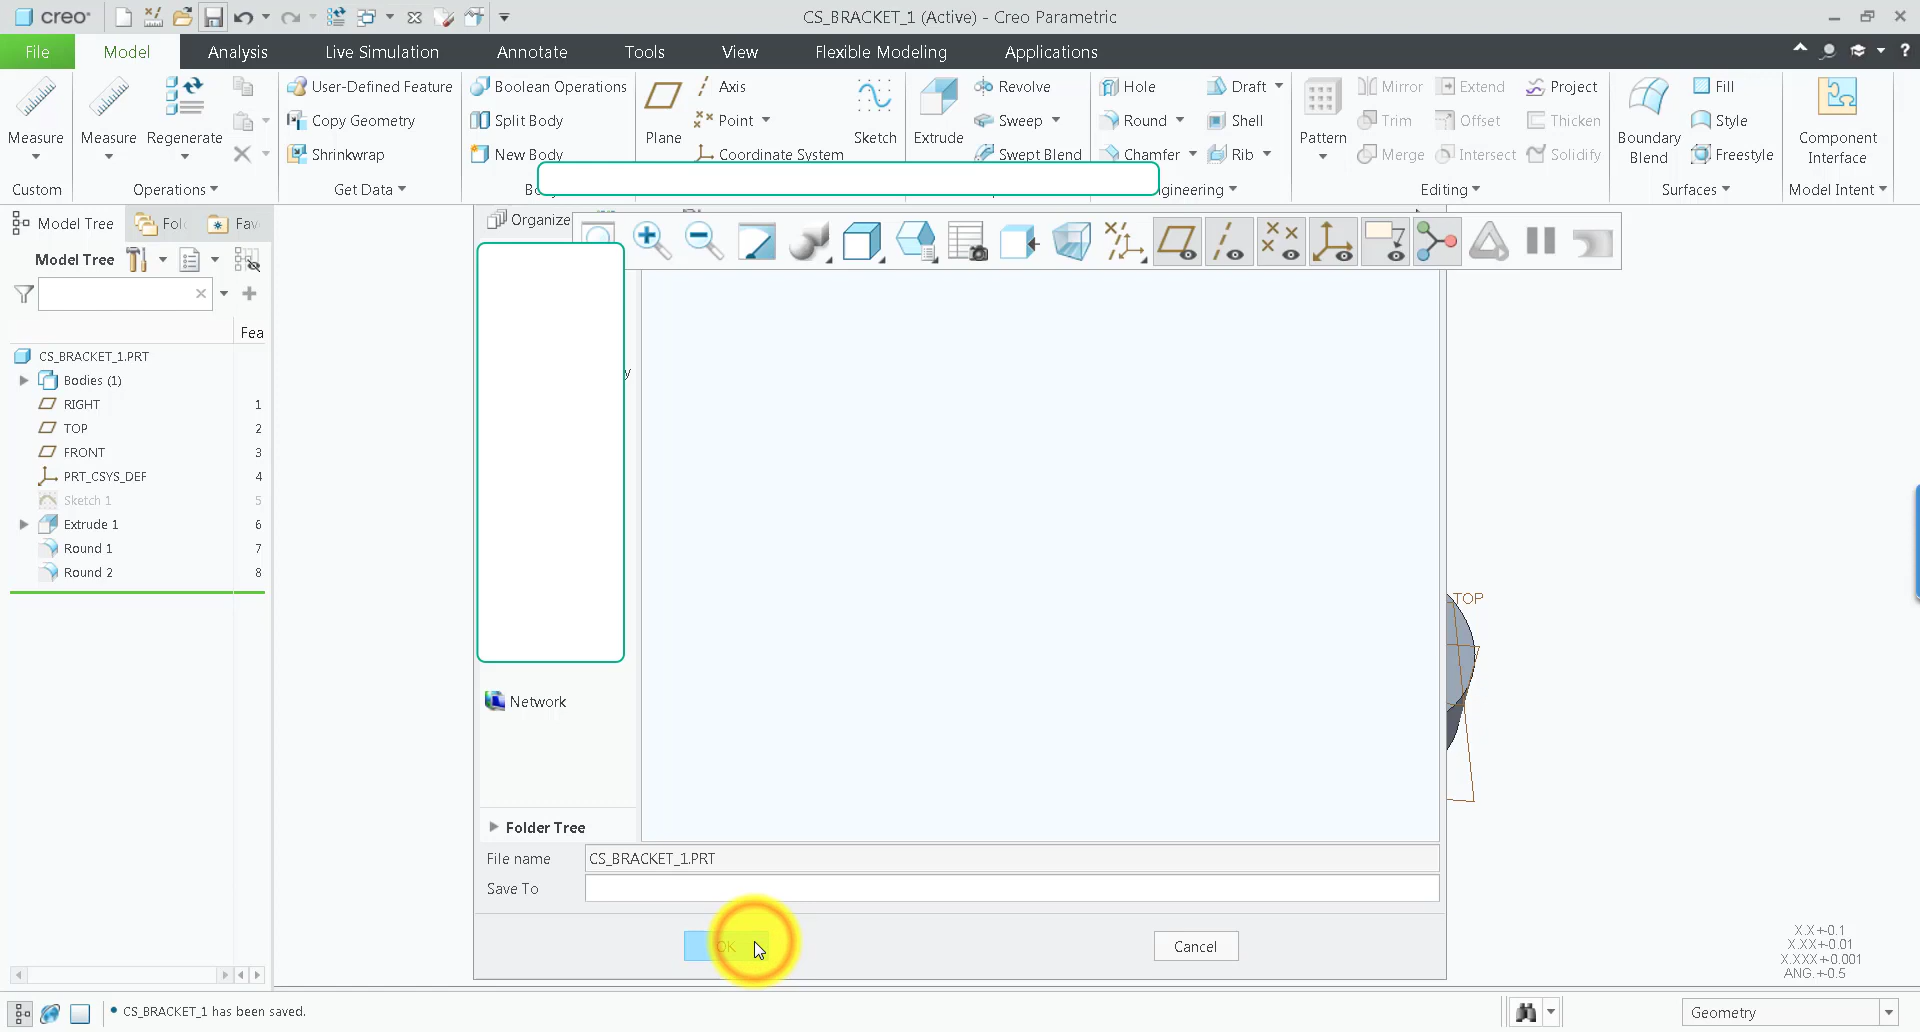 creo
CS_BRACKET_1 (Active) - Creo Parametric
File
Model
Analysis
Live Simulation
Annotate
Tools
View
Flexible Modeling
Applications
Measure
Custom
Measure
Regenerate
Operations
User-Defined Feature
Copy Geometry
Shrinkwrap
Get Data
Boolean Operations
Split Body
New Body
Plane
Axis
Point
Coordinate System
Sketch
Extrude
Revolve
Sweep
Swept Blend
Hole
Round
Chamfer
Draft
Shell
Rib
gineering
Pattern
Mirror
Trim
Merge
Extend
Offset
Intersect
Project
Thicken
Solidify
Editing
Boundary Blend
Fill
Style
Freestyle
Surfaces
Component Interface
Model Intent
Model Tree
Fol
Fav
Model Tree
Fea
CS_BRACKET_1.PRT
Bodies (1)
RIGHT 1
TOP 2
FRONT 3
PRT_CSYS_DEF 4
Sketch 1 5
Extrude 1 6
Round 1 7
Round 2 8
Organize
y
Network
Folder Tree
File name CS_BRACKET_1.PRT
Save To
OK
Cancel
TOP
X.X+-0.1
X.XX+-0.01
X.XXX+-0.001
ANG.+-0.5
CS_BRACKET_1 has been saved.
Geometry